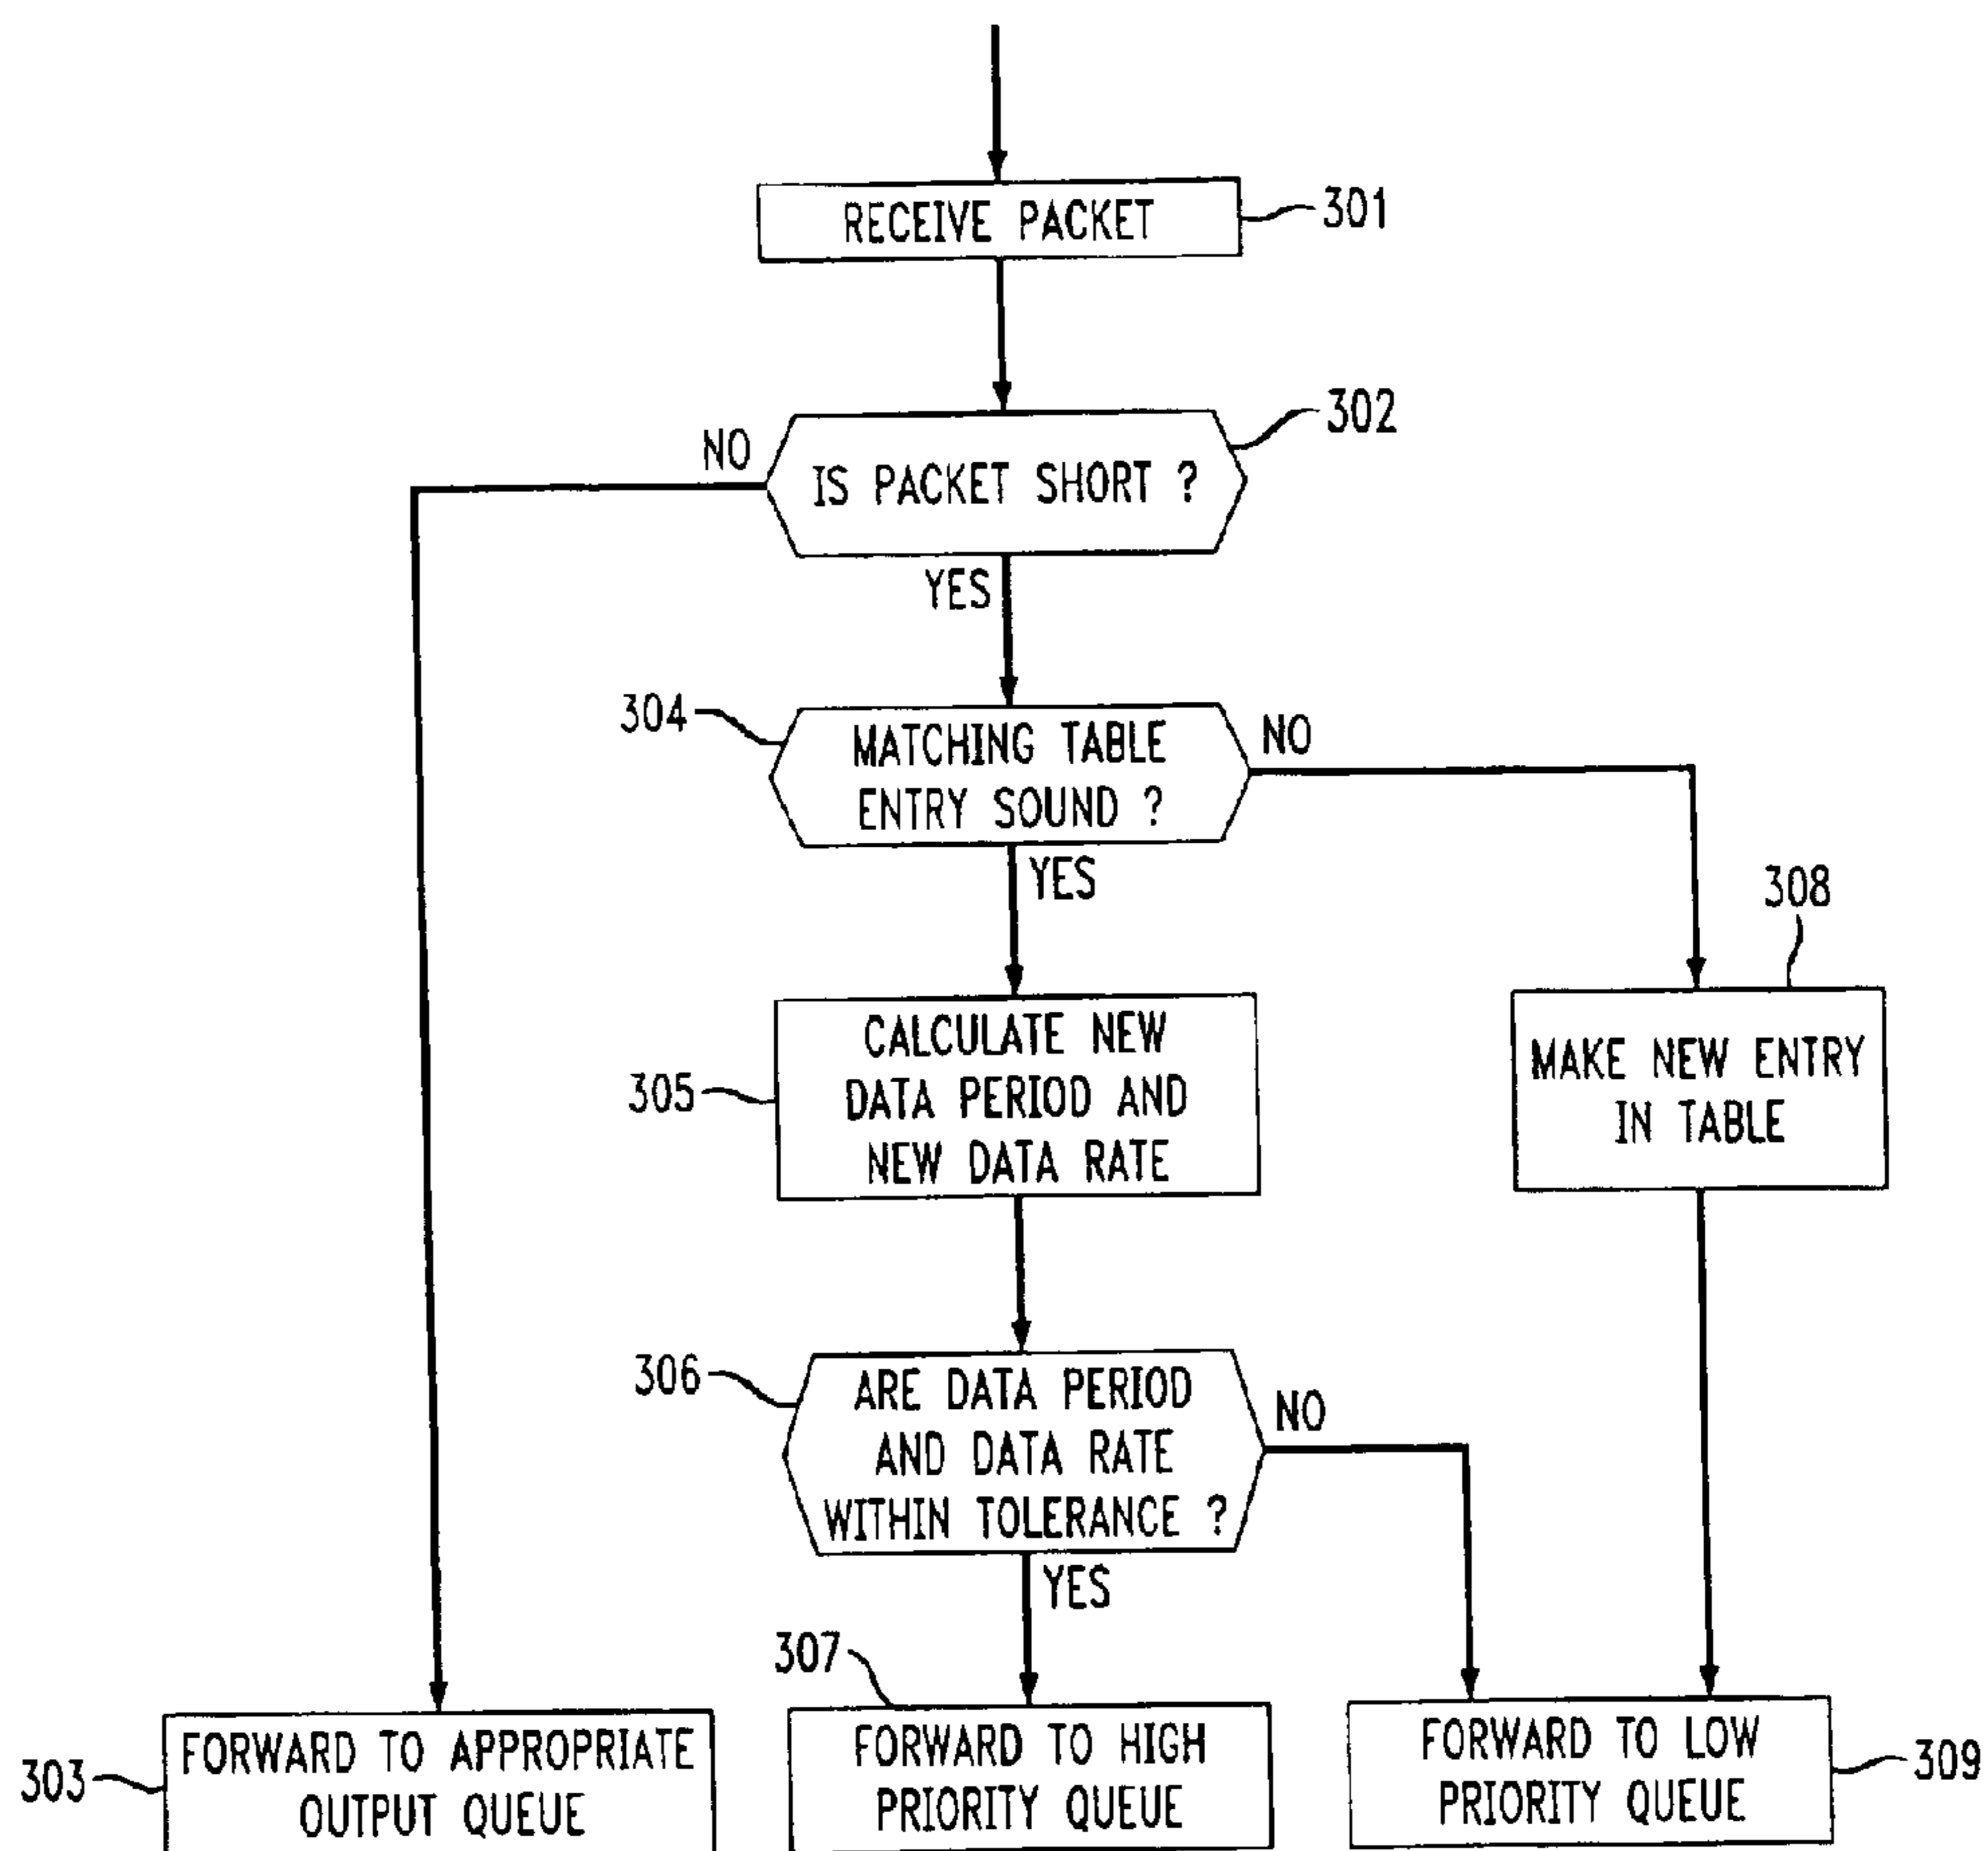 RECEIVE PACKET
301
302
NO
IS PACKET SHORT ?
YES
304
MATCHING TABLE
ENTRY SOUND ?
NO
YES
308
305
CALCULATE NEW
DATA PERIOD AND
NEW DATA RATE
MAKE NEW ENTRY
IN TABLE
306
ARE DATA PERIOD
AND DATA RATE
WITHIN TOLERANCE ?
NO
YES
307
303
FORWARD TO APPROPRIATE
OUTPUT QUEUE
FORWARD TO HIGH
PRIORITY QUEUE
FORWARD TO LOW
PRIORITY QUEUE
309